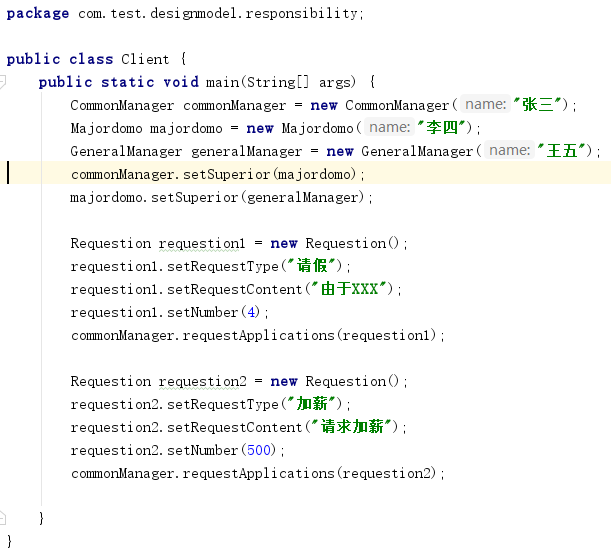 package com.test.designmodel.responsibility;
public class Client {
public static void main(String[] args) {
CommonManager commonManager = new CommonManager( name: "张三");
Majordomo majordomo = new Majordomo( name: "李四");
GeneralManager generalManager = new GeneralManager( name: "王五");
commonManager.setSuperior(majordomo);
majordomo.setSuperior(generalManager);
Requestion requestion1 = new Requestion();
requestion1.setRequestType("请假");
requestion1.setRequestContent("由于XXX");
requestion1.setNumber(4);
commonManager.requestApplications(requestion1);
Requestion requestion2 = new Requestion();
requestion2.setRequestType("加薪");
requestion2.setRequestContent("请求加薪");
requestion2.setNumber(500);
commonManager.requestApplications(requestion2);
}
}